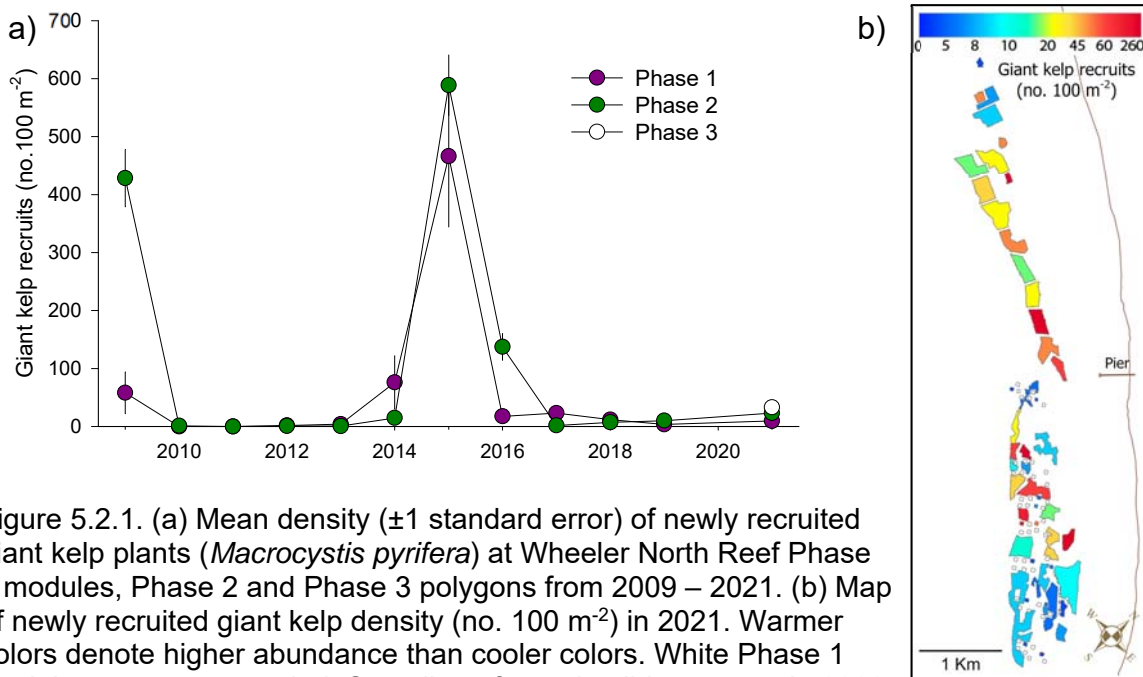 a)
700
600
500
400
300
200
100
0
Giant kelp recruits (no.100 m-2)
Phase 1
Phase 2
Phase 3
2010 2012 2014 2016 2018 2020
b)
0 5 8 10 20 45 60 260
Giant kelp recruits
(no. 100 m-2)
Pier
W
S E
1 Km
igure 5.2.1. (a) Mean density (±1 standard error) of newly recruited
iant kelp plants (Macrocystis pyrifera) at Wheeler North Reef Phase
modules, Phase 2 and Phase 3 polygons from 2009 – 2021. (b) Map
f newly recruited giant kelp density (no. 100 m-2) in 2021. Warmer
olors denote higher abundance than cooler colors. White Phase 1